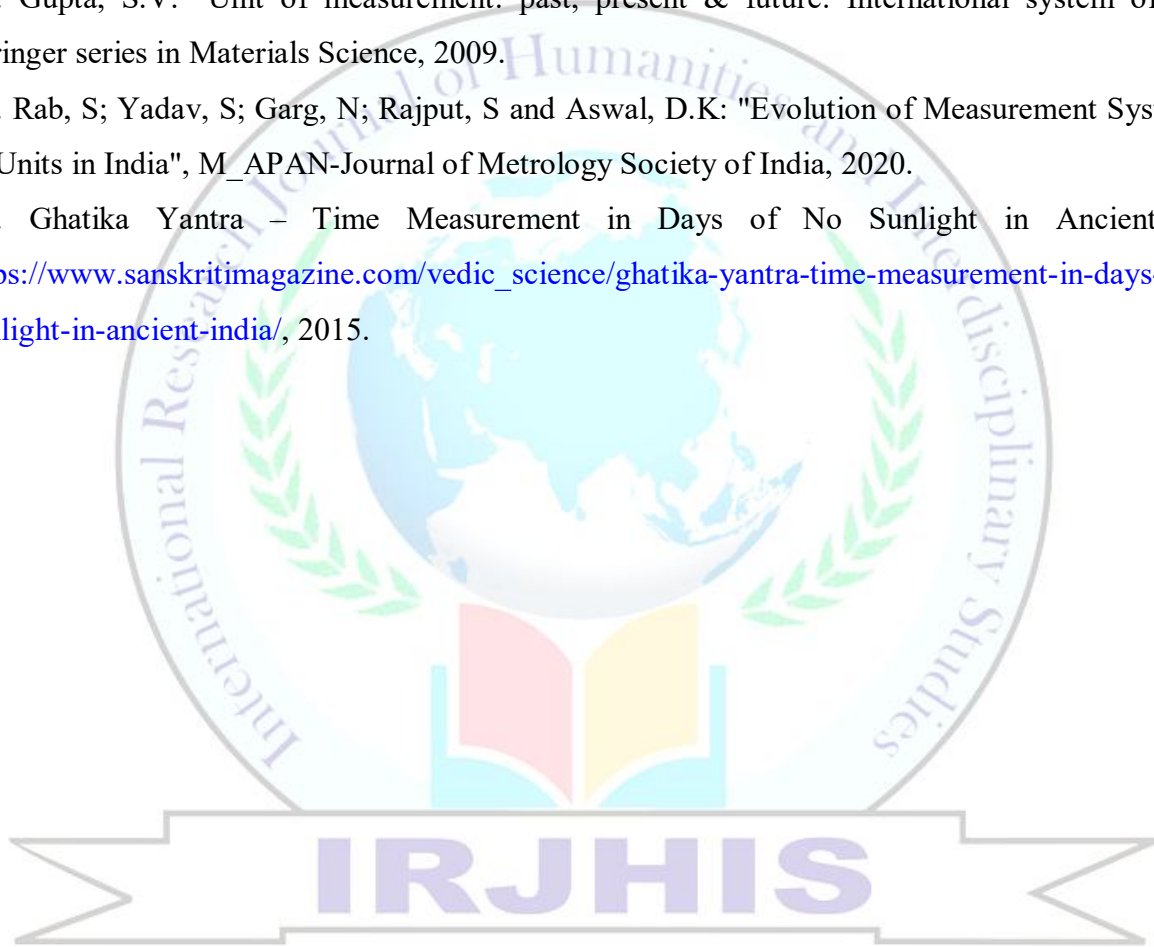 . Gupta, S.V. "Unit of measurement: past, present & future. International system of
ringer series in Materials Science, 2009.
. Rab, S; Yadav, S; Garg, N; Rajput, S and Aswal, D.K: "Evolution of Measurement Sys
Units in India", M_APAN-Journal of Metrology Society of India, 2020.
. Ghatika Yantra – Time Measurement in Days of No Sunlight in Ancient
ps://www.sanskritimagazine.com/vedic_science/ghatika-yantra-time-measurement-in-days-
light-in-ancient-india/, 2015.
International Research Journal of Humanities and Interdisciplinary Studies
IRJHIS